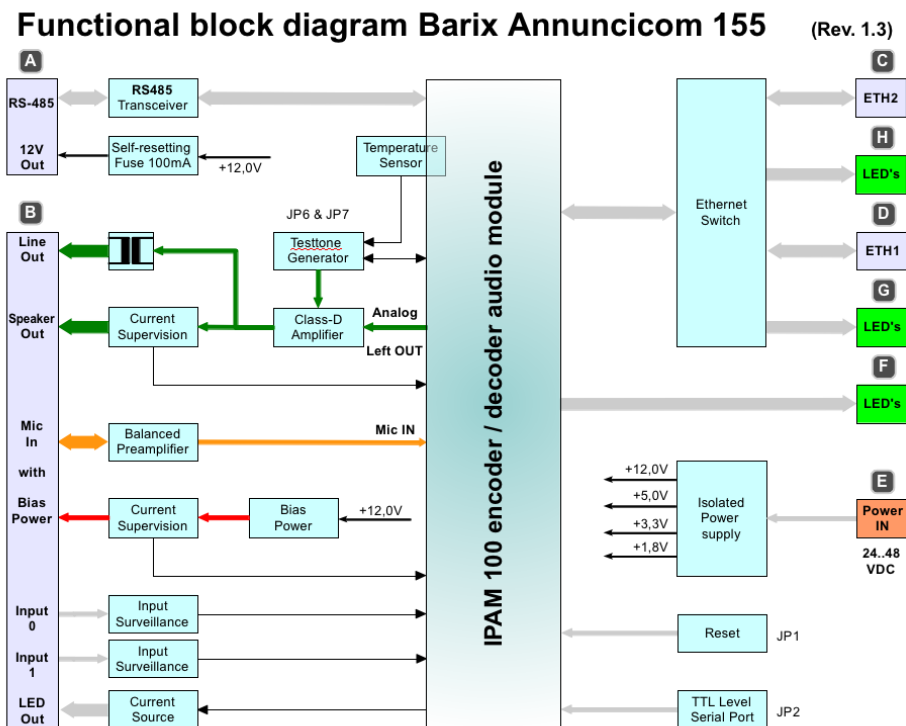 Functional block diagram Barix Annuncicom 155 (Rev. 1.3)
A
RS-485
RS485
Transceiver
12V
Out
Self-resetting
Fuse 100mA
+12,0V
Temperature
Sensor
B
JP6 & JP7
Line
Out
Testtone
Generator
Speaker
Out
Current
Supervision
Class-D
Amplifier
Analog
Left OUT
Mic
In
with
Bias
Power
Balanced
Preamplifier
Mic IN
Current
Supervision
Bias
Power
+12,0V
Input
0
Input
Surveillance
Input
1
Input
Surveillance
LED
Out
Current
Source
IPAM 100 encoder / decoder audio module
Ethernet
Switch
C
ETH2
H
LED's
D
ETH1
G
LED's
F
LED's
+12,0V
+5,0V
+3,3V
+1,8V
Isolated
Power
supply
E
Power
IN
24..48
VDC
Reset
JP1
TTL Level
Serial Port
JP2